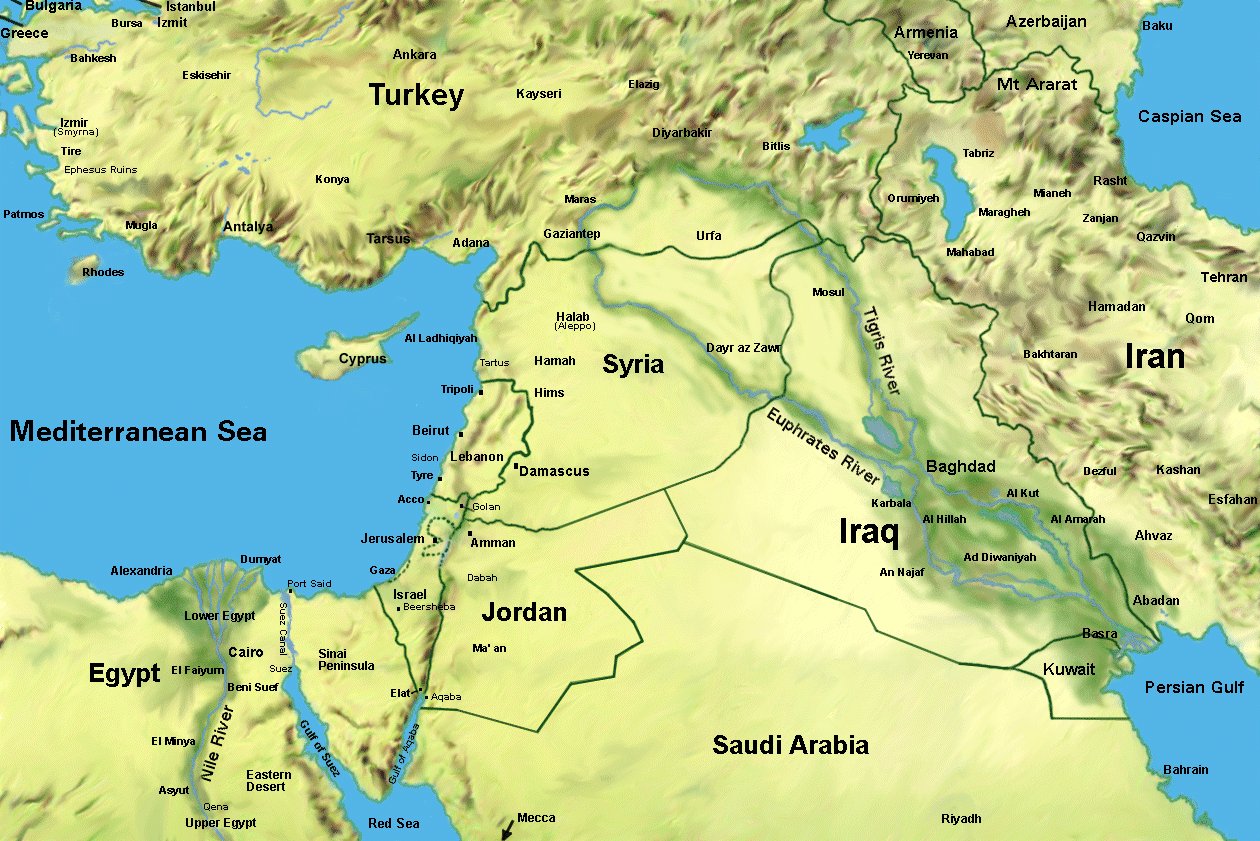 Bulgaria
Istanbul
Bursa
Izmit
Greece
Bahkesh
Eskisehir
Ankara
Turkey
Kayseri
Elazig
Armenia
Yerevan
Azerbaijan
Baku
Mt Ararat
Caspian Sea
Izmir
(Smyrna)
Tire
Ephesus Ruins
Diyarbakir
Bitlis
Tabriz
Konya
Maras
Orumiyeh
Maragheh
Mianeh
Rasht
Zanjan
Patmos
Mugla
Antalya
Tarsus
Adana
Gaziantep
Urfa
Mahabad
Qazvin
Rhodes
Tehran
Mosul
Hamadan
Qom
Halab
(Aleppo)
Tigris River
Al Ladhiqiyah
Cyprus
Tartus
Hamah
Syria
Dayr az Zawr
Bakhtaran
Iran
Tripoli
Hims
Mediterranean Sea
Beirut
Euphrates River
Sidon
Lebanon
Tyre
Damascus
Baghdad
Dezful
Kashan
Acco
Golan
Karbala
Al Kut
Esfahan
Al Hillah
Al Amarah
Iraq
Jerusalem
Amman
Ahvaz
Ad Diwaniyah
Dumyat
Alexandria
Gaza
An Najaf
Port Said
Dabah
Israel
Beersheba
Jordan
Abadan
Lower Egypt
Suez Canal
Basra
Cairo
Sinai
Peninsula
Ma' an
Egypt
El Faiyum
Suez
Kuwait
Beni Suef
Elat
Aqaba
Persian Gulf
Nile River
El Minya
Gulf of Suez
Gulf of Aqaba
Saudi Arabia
Eastern
Desert
Bahrain
Asyut
Qena
Upper Egypt
Red Sea
Mecca
Riyadh